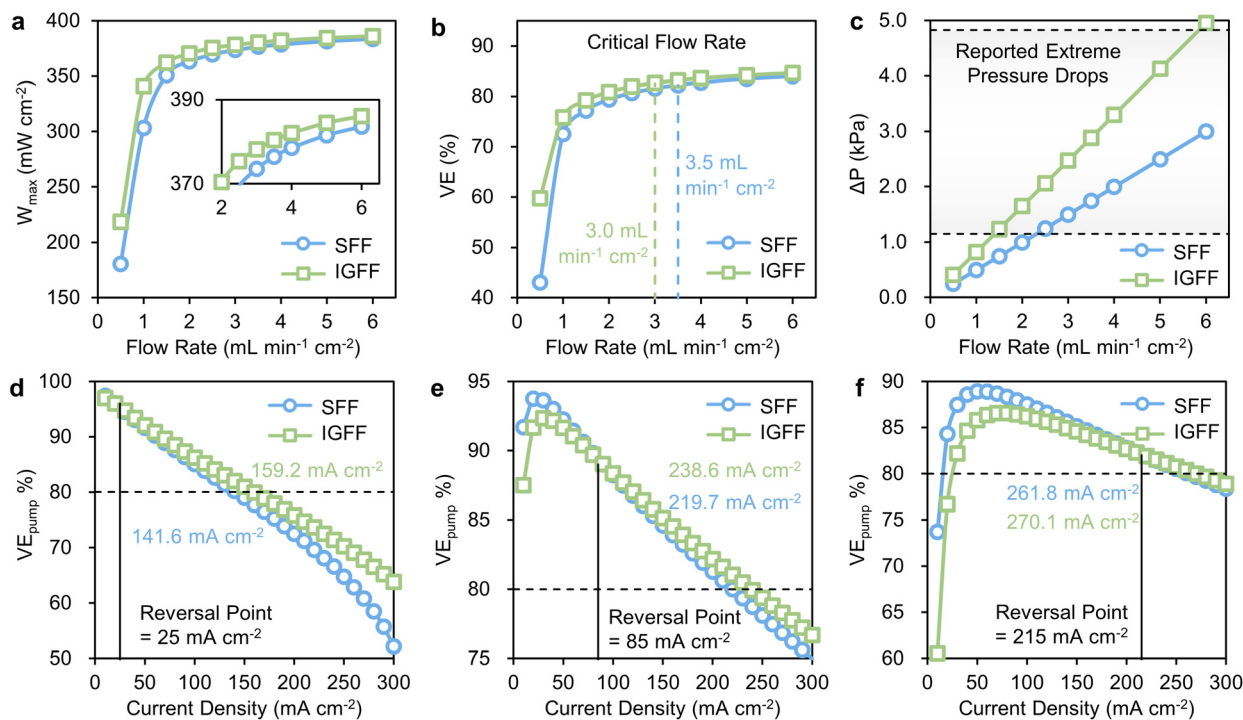 a
400
350
300
250
200
150
W_max (mW cm⁻²)
390
370
2
4
6
SFF
IGFF
0
1
2
3
4
5
6
Flow Rate (mL min⁻¹ cm⁻²)
b
95
90
80
70
60
50
40
VE (%)
Critical Flow Rate
3.5 mL
min⁻¹ cm⁻²
3.0 mL
min⁻¹ cm⁻²
SFF
IGFF
0
1
2
3
4
5
6
Flow Rate (mL min⁻¹ cm⁻²)
c
5.0
4.0
3.0
2.0
1.0
0.0
ΔP (kPa)
Reported Extreme
Pressure Drops
SFF
IGFF
0
1
2
3
4
5
6
Flow Rate (mL min⁻¹ cm⁻²)
d
100
90
80
70
60
50
VE_pump %)
SFF
IGFF
159.2 mA cm⁻²
141.6 mA cm⁻²
Reversal Point
= 25 mA cm⁻²
0
50
100
150
200
250
300
Current Density (mA cm⁻²)
e
95
90
85
80
75
VE_pump %)
SFF
IGFF
238.6 mA cm⁻²
219.7 mA cm⁻²
Reversal Point
= 85 mA cm⁻²
0
50
100
150
200
250
300
Current Density (mA cm⁻²)
f
90
85
80
75
70
65
60
VE_pump %)
SFF
IGFF
261.8 mA cm⁻²
270.1 mA cm⁻²
Reversal Point
= 215 mA cm⁻²
0
50
100
150
200
250
300
Current Density (mA cm⁻²)